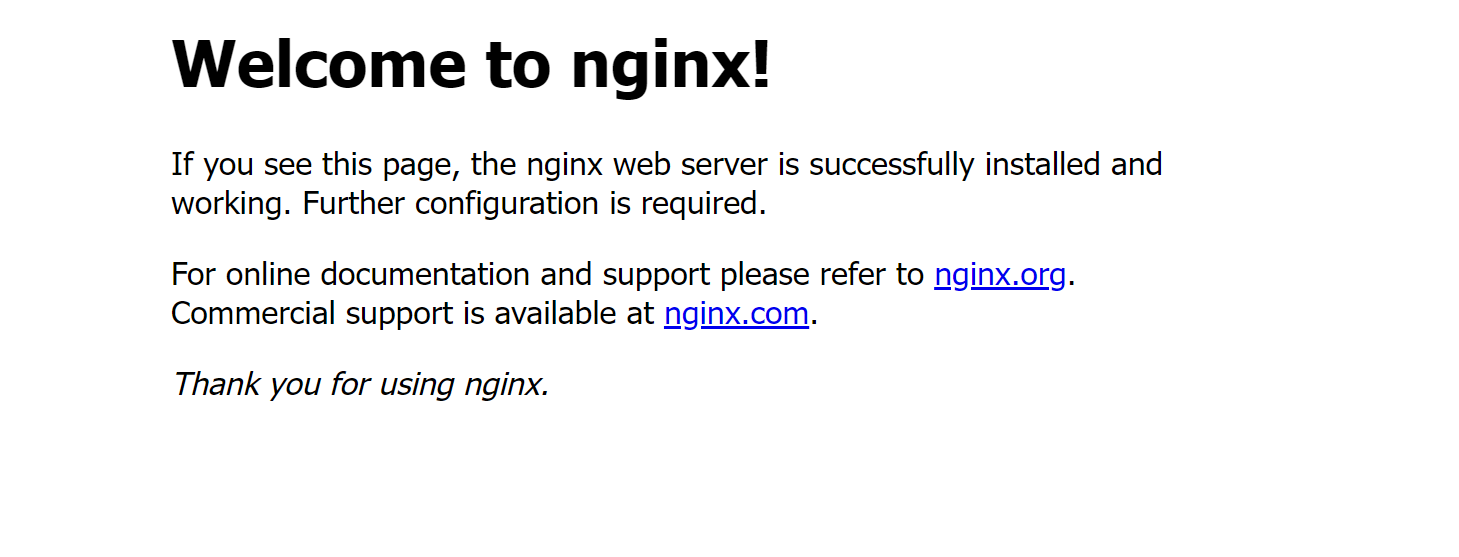 Welcome to nginx!
If you see this page, the nginx web server is successfully installed and
working. Further configuration is required.
For online documentation and support please refer to nginx.org.
Commercial support is available at nginx.com.
Thank you for using nginx.